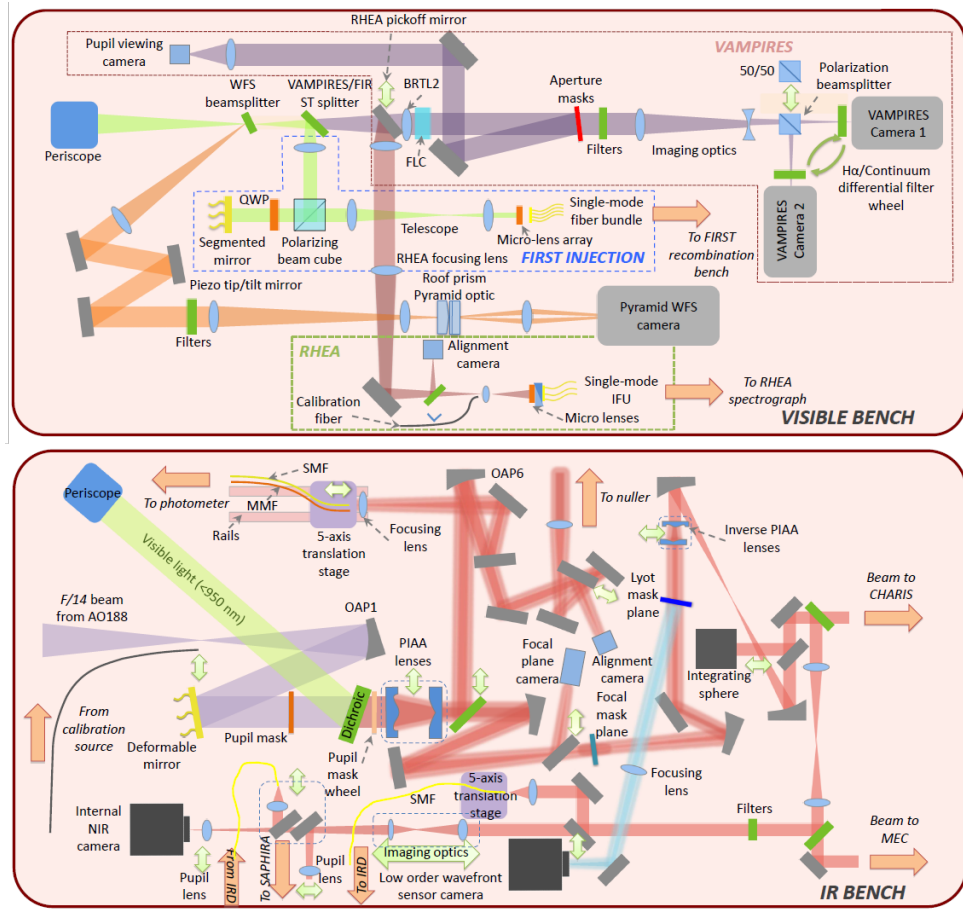 RHEA pickoff mirror
Pupil viewing
camera
VAMPIRES
WFS
beamsplitter
VAMPIRES/FIR
ST splitter
BRTL2
Aperture
masks
50/50
Polarization
beamsplitter
Periscope
FLC
Filters
Imaging optics
VAMPIRES
Camera 1
Hα/Continuum
differential filter
wheel
VAMPIRES
Camera 2
QWP
Segmented
mirror
Polarizing
beam cube
Telescope
Single-mode
fiber bundle
Micro-lens array
FIRST INJECTION
To FIRST
recombination
bench
RHEA focusing lens
Piezo tip/tilt mirror
Roof prism
Pyramid optic
Filters
Pyramid WFS
camera
RHEA
Alignment
camera
Calibration
fiber
Single-mode
IFU
Micro lenses
To RHEA
spectrograph
VISIBLE BENCH
Periscope
To photometer
SMF
MMF
Rails
5-axis
translation
stage
Focusing
lens
OAP6
To nuller
Inverse PIAA
lenses
Visible light (<950 nm)
F/14 beam
from AO188
OAP1
PIAA
lenses
Lyot
mask
plane
Focal
plane
camera
Alignment
camera
Focal
mask
plane
Integrating
sphere
Beam to
CHARIS
From
calibration
source
Deformable
mirror
Pupil mask
Dichroic
Pupil
mask
wheel
SMF
5-axis
translation
stage
Focusing
lens
Internal
NIR
camera
Pupil
lens
From IRD
To SAPHIRA
Pupil
lens
To IRD
Imaging optics
Low order wavefront
sensor camera
Filters
Beam to
MEC
IR BENCH